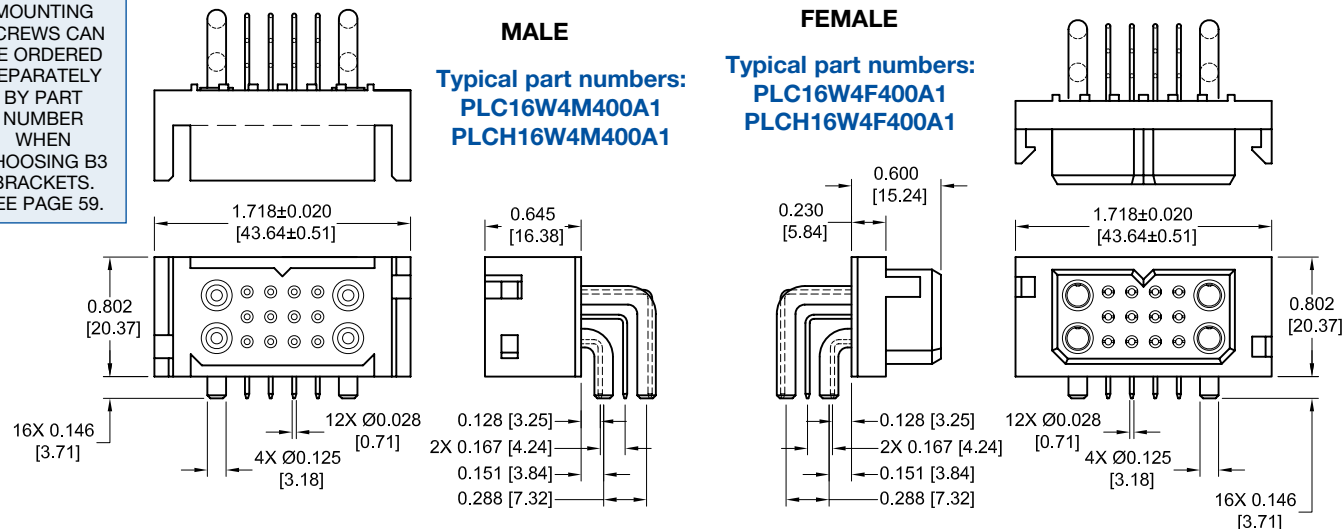 MOUNTING
CREWS CAN
E ORDERED
EPARATELY
BY PART
NUMBER
WHEN
HOOSING B3
BRACKETS.
EE PAGE 59.
MALE
Typical part numbers:
PLC16W4M400A1
PLCH16W4M400A1
FEMALE
Typical part numbers:
PLC16W4F400A1
PLCH16W4F400A1
1.718±0.020
[43.64±0.51]
0.802
[20.37]
16X 0.146
[3.71]
12X Ø0.028
[0.71]
4X Ø0.125
[3.18]
0.645
[16.38]
0.128 [3.25]
2X 0.167 [4.24]
0.151 [3.84]
0.288 [7.32]
0.600
[15.24]
0.230
[5.84]
0.128 [3.25]
2X 0.167 [4.24]
0.151 [3.84]
0.288 [7.32]
1.718±0.020
[43.64±0.51]
0.802
[20.37]
12X Ø0.028
[0.71]
4X Ø0.125
[3.18]
16X 0.146
[3.71]